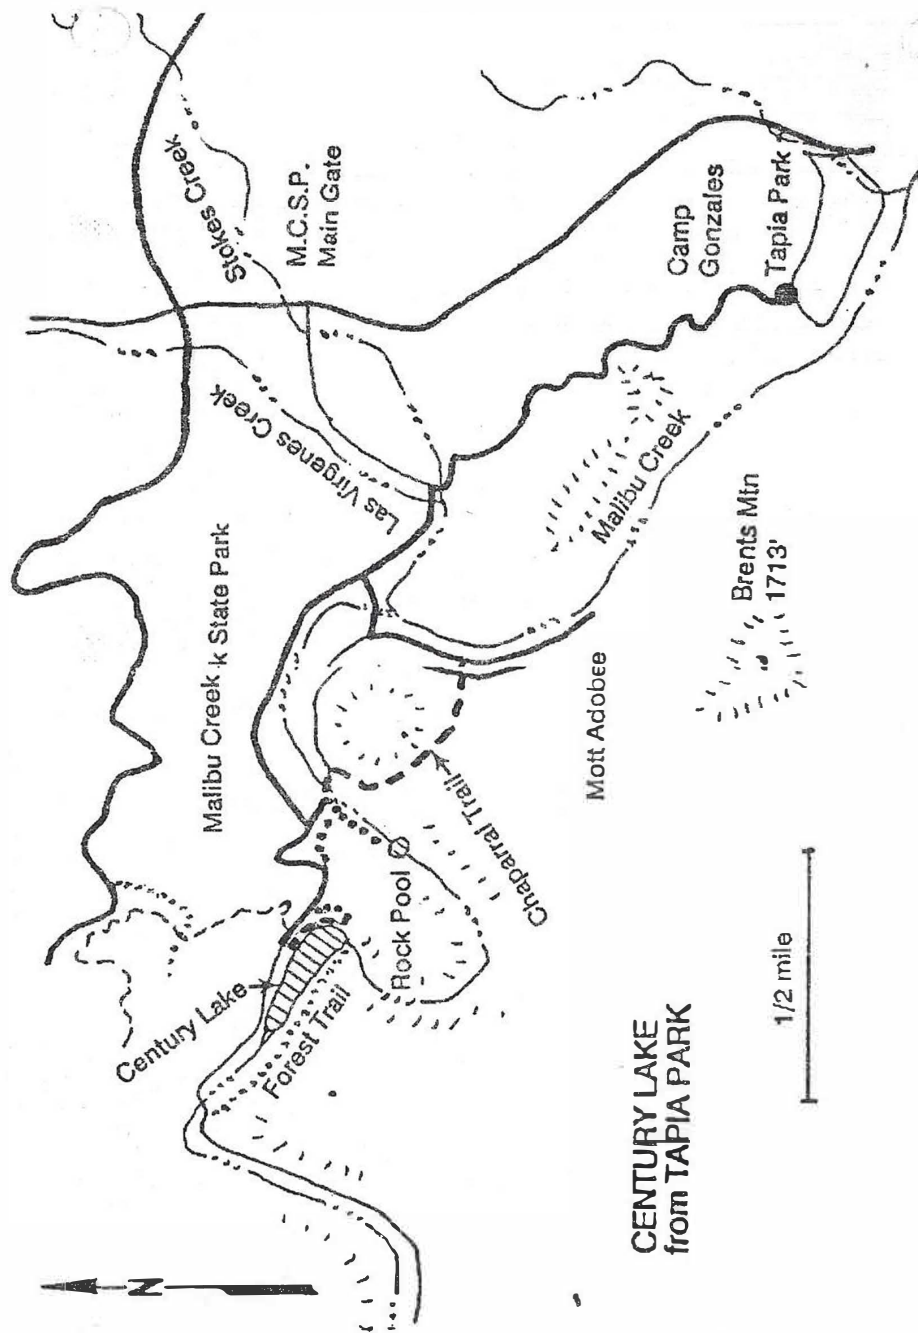 Stokes Creek
M.C.S.P.
Main Gate
Las Virgenes Creek
Malibu Creek k State Park
Camp
Gonzales
Tapia Park
Malibu Creek
Brents Mtn
1713'
Mott Adobee
Chaparral Trail
Rock Pool
Century Lake
Forest Trail
N
CENTURY LAKE
from TAPIA PARK
1/2 mile